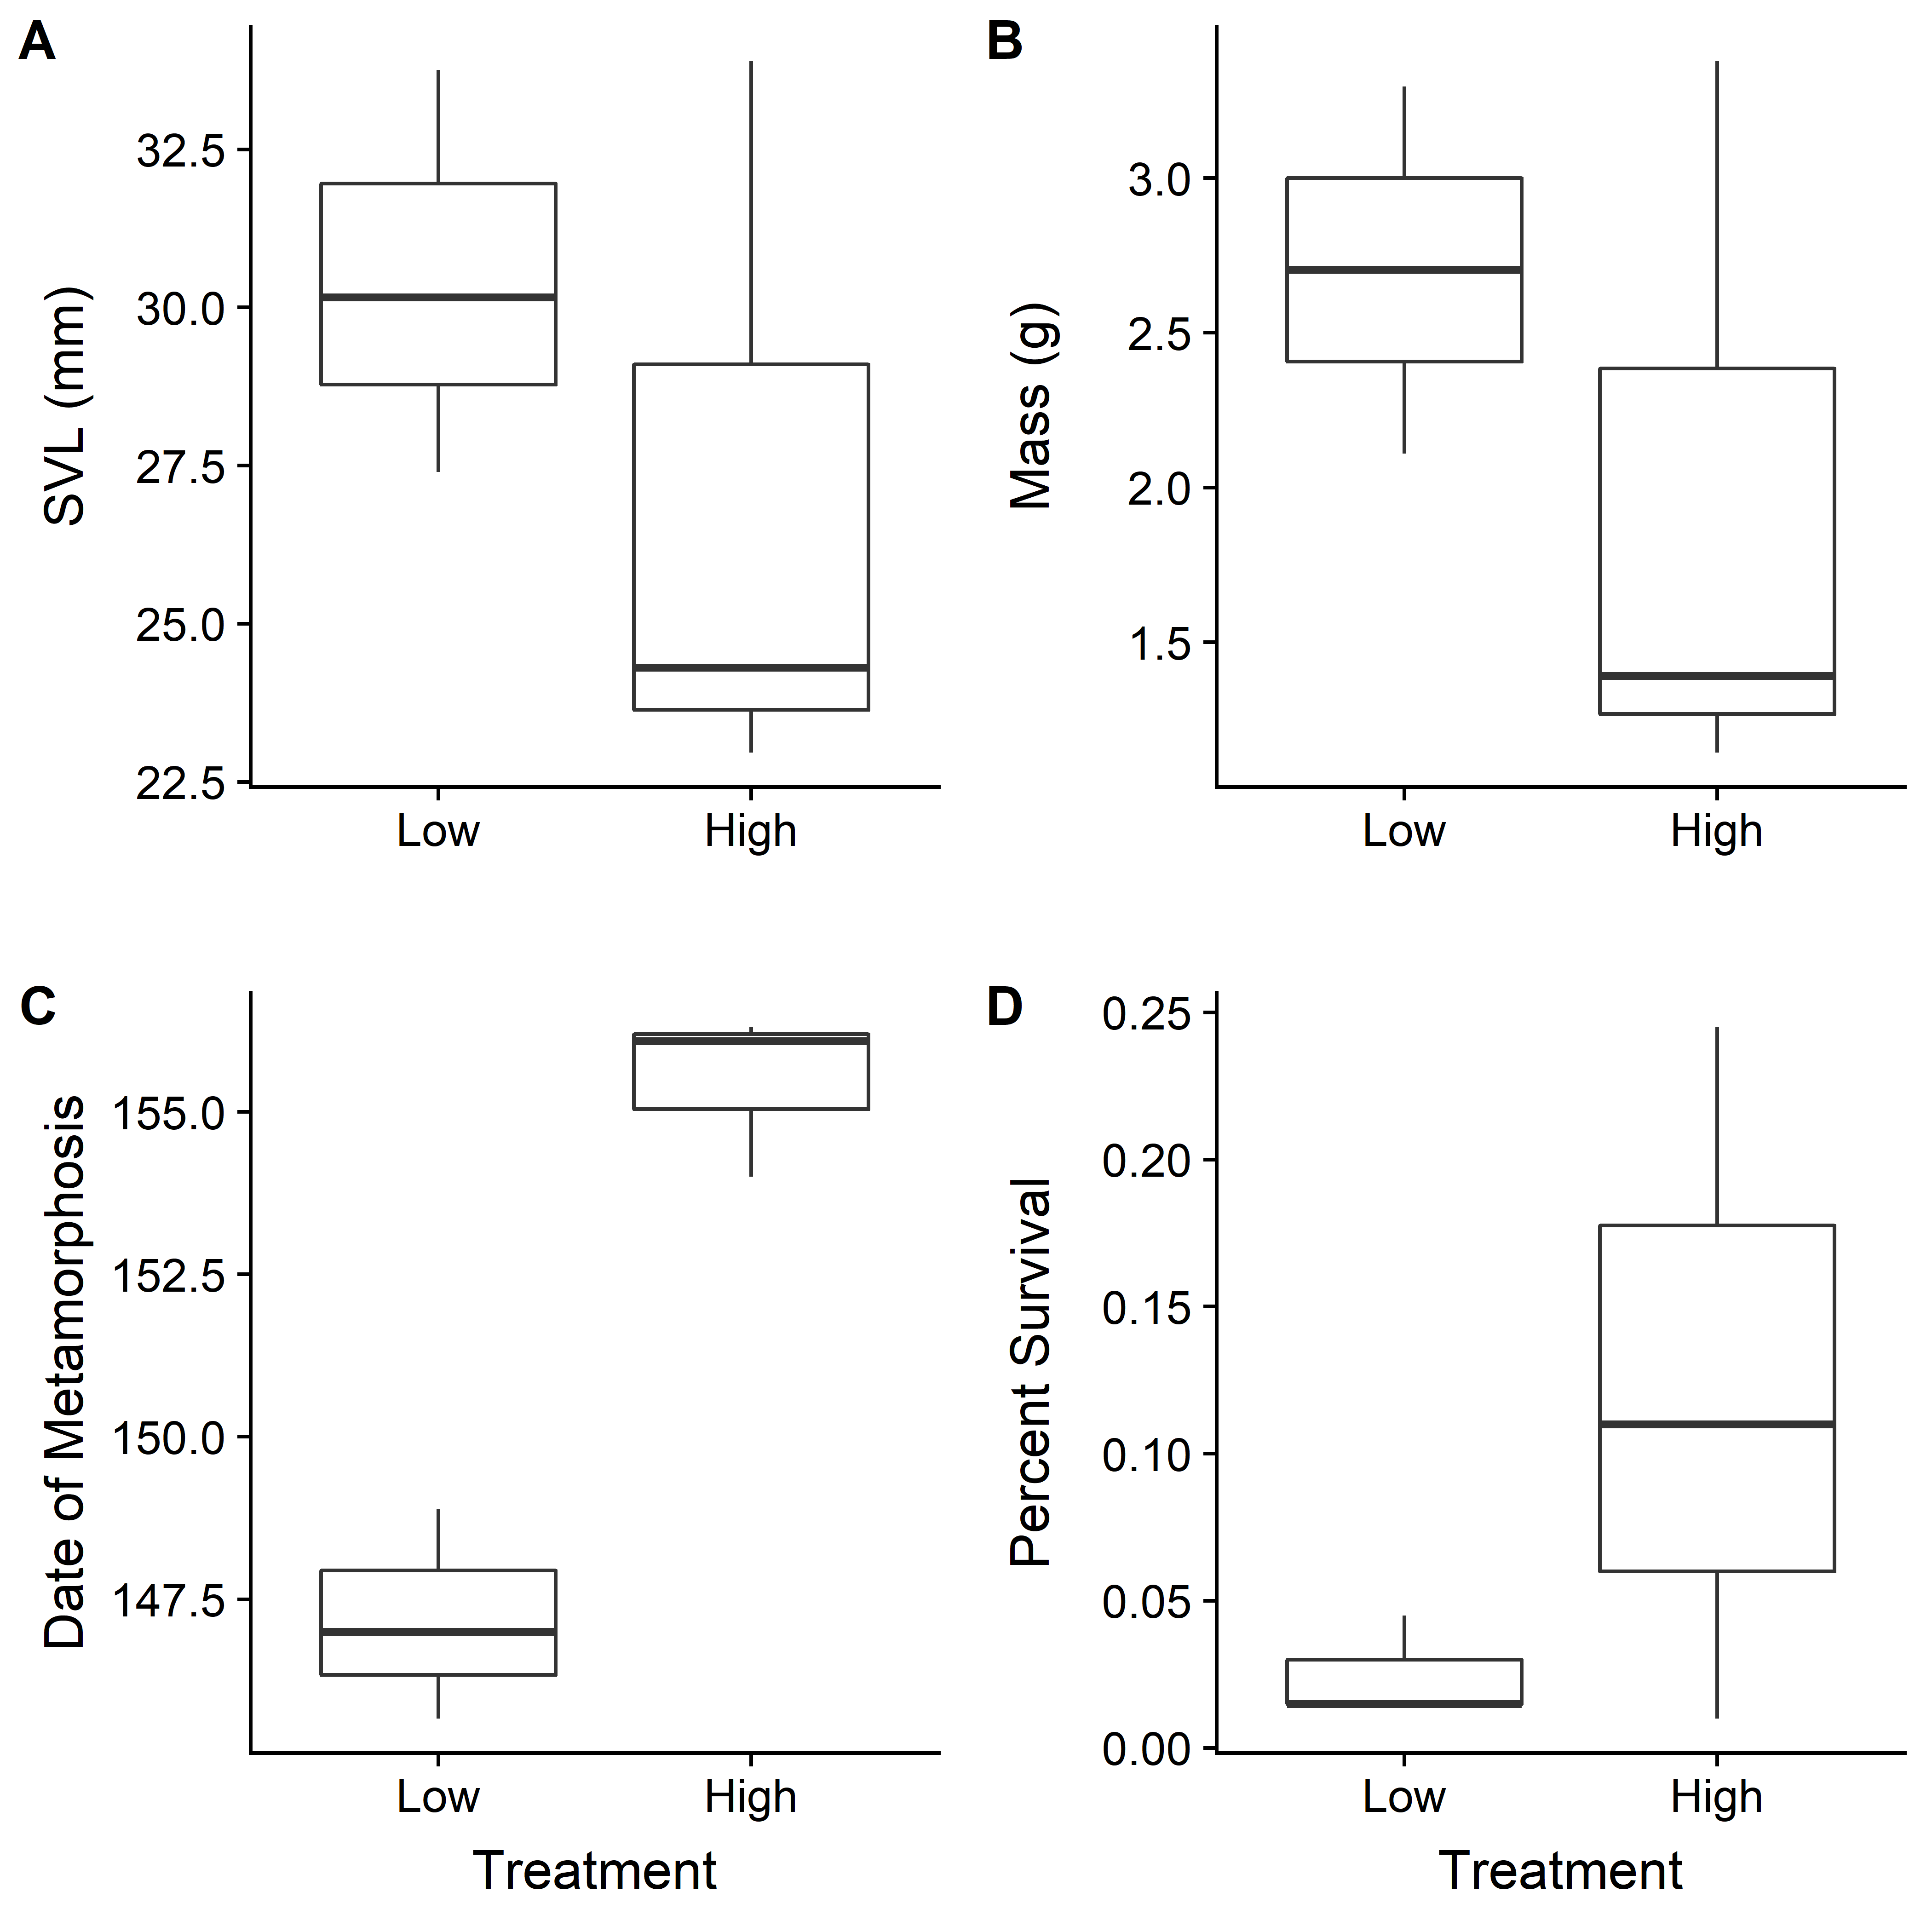 A
SVL (mm)
32.5
30.0
27.5
25.0
22.5
Low High
B
Mass (g)
3.0
2.5
2.0
1.5
Low High
C
Date of Metamorphosis
155.0
152.5
150.0
147.5
Low High
Treatment
D
Percent Survival
0.25
0.20
0.15
0.10
0.05
0.00
Low High
Treatment